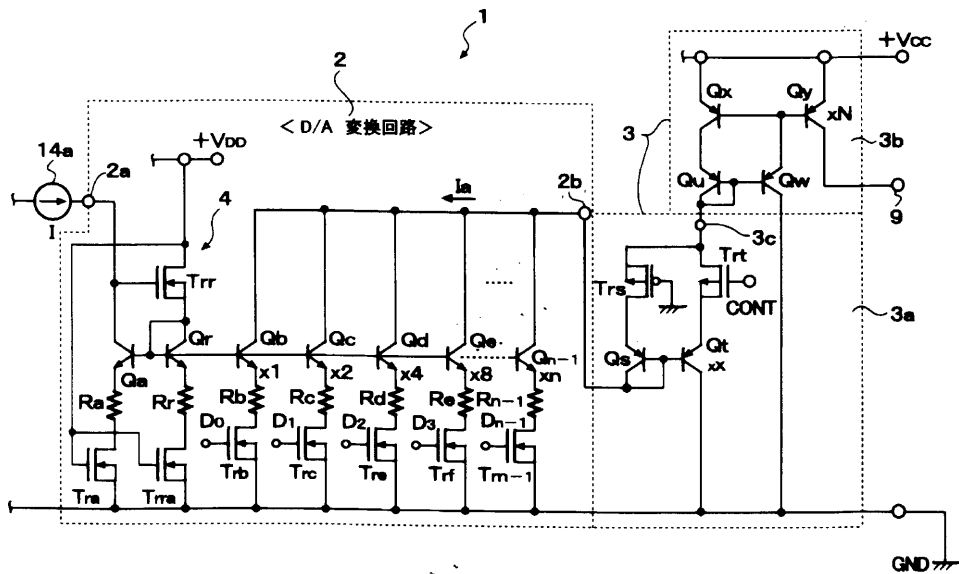 1
2
+Vcc
< D/A 変換回路>
Qx
Qy
xN
3
3b
+VDD
14a
2a
I
4
Ia
2b
Qu
Qw
9
3c
Trr
Trs
Trt
CONT
3a
Qa
Qr
Qb
x1
Qc
x2
Qd
x4
Qe
x8
Qn-1
xn
Qs
Qt
xx
Ra
Rr
Rb
Rc
Rd
Re
Rn-1
D0
D1
D2
D3
Dn-1
Tra
Trra
Trb
Trc
Tre
Trf
Trn-1
GND